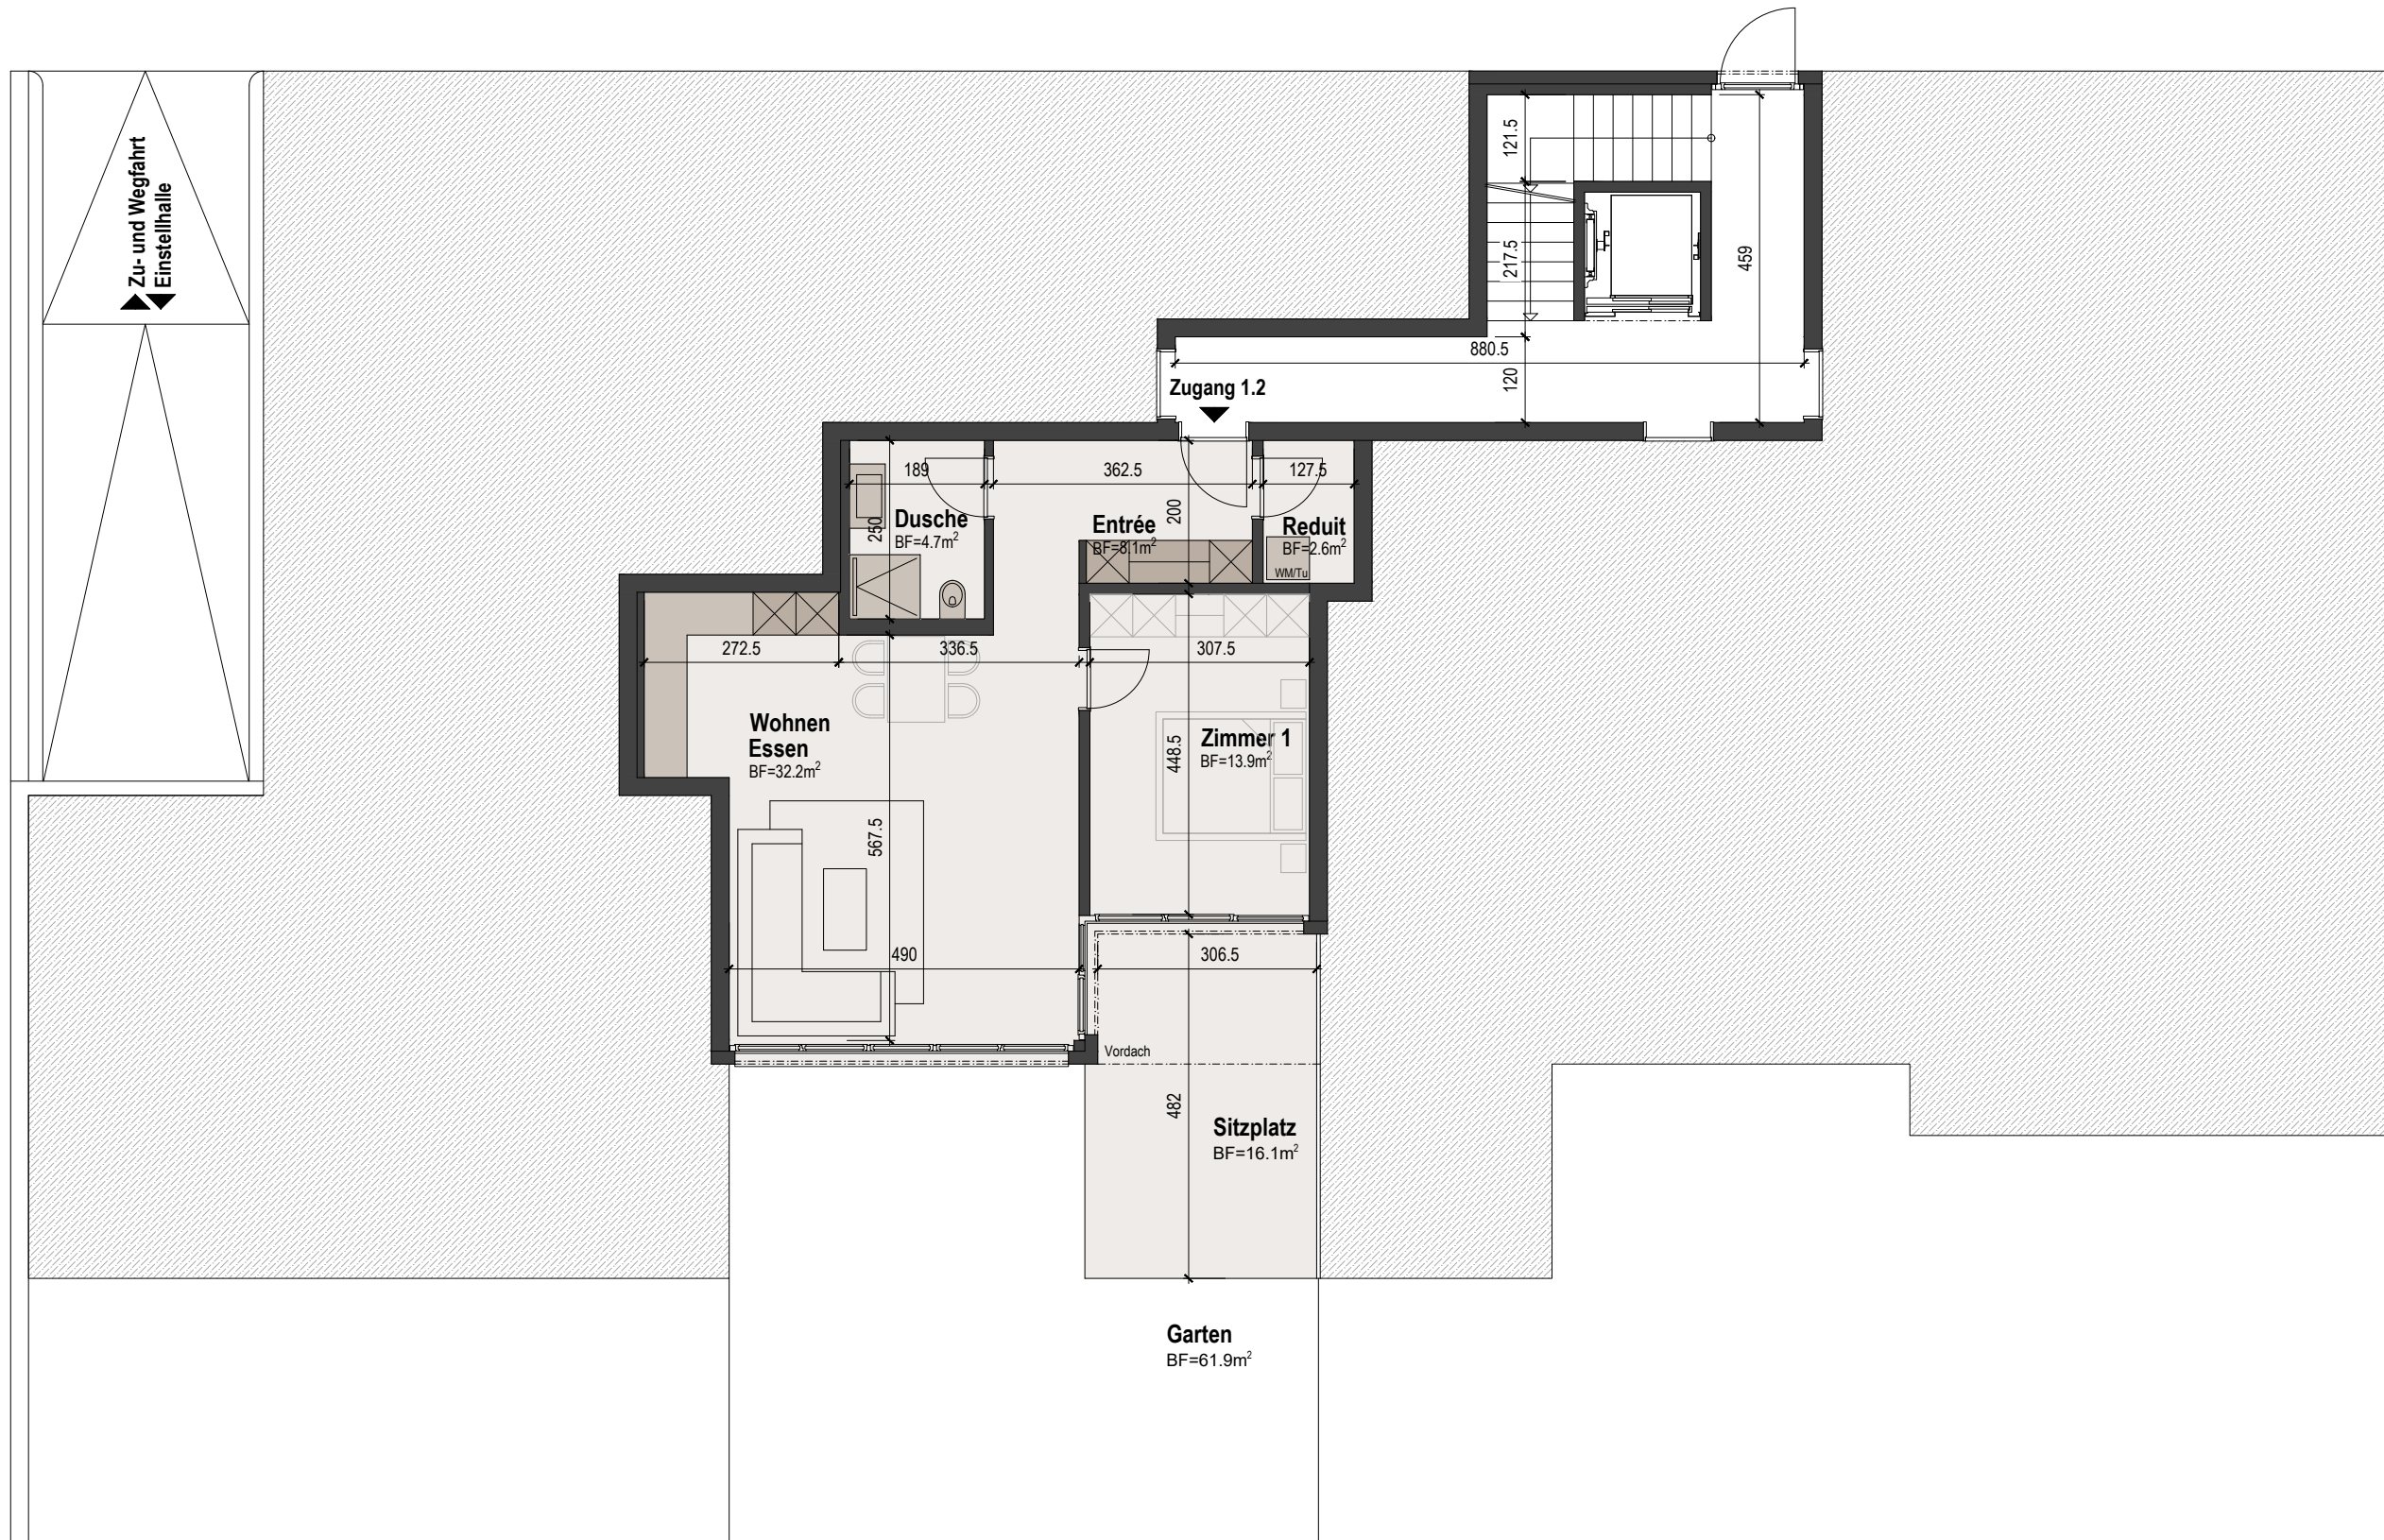 Zu- und Wegfahrt
Einstellhalle
121.5
217.5
459
880.5
120
Zugang 1.2
189
362.5
127.5
250
200
Dusche
BF=4.7m²
Entrée
BF=8.1m²
Reduit
BF=2.6m²
WM/Tu
272.5
336.5
307.5
Wohnen
Essen
BF=32.2m²
448.5
Zimmer 1
BF=13.9m²
567.5
490
306.5
Vordach
482
Sitzplatz
BF=16.1m²
Garten
BF=61.9m²